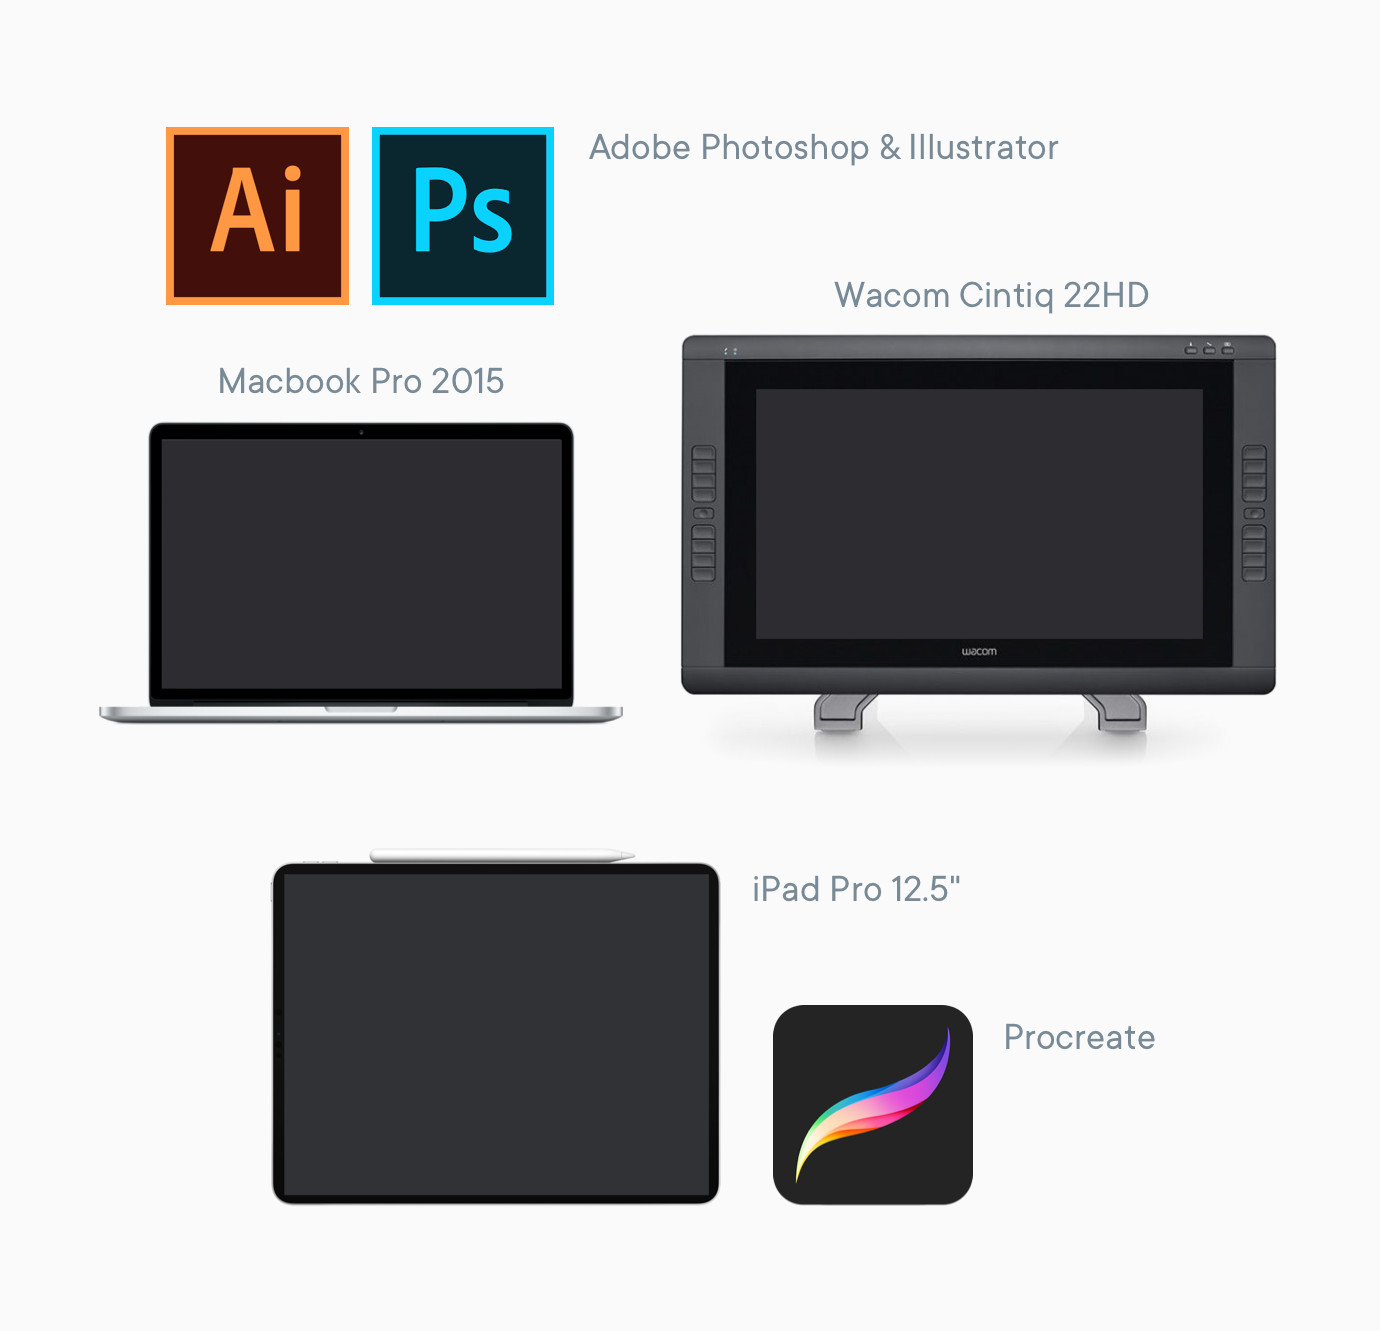 Ai
Ps
Adobe Photoshop & Illustrator
Wacom Cintiq 22HD
Macbook Pro 2015
wacom
iPad Pro 12.5"
Procreate